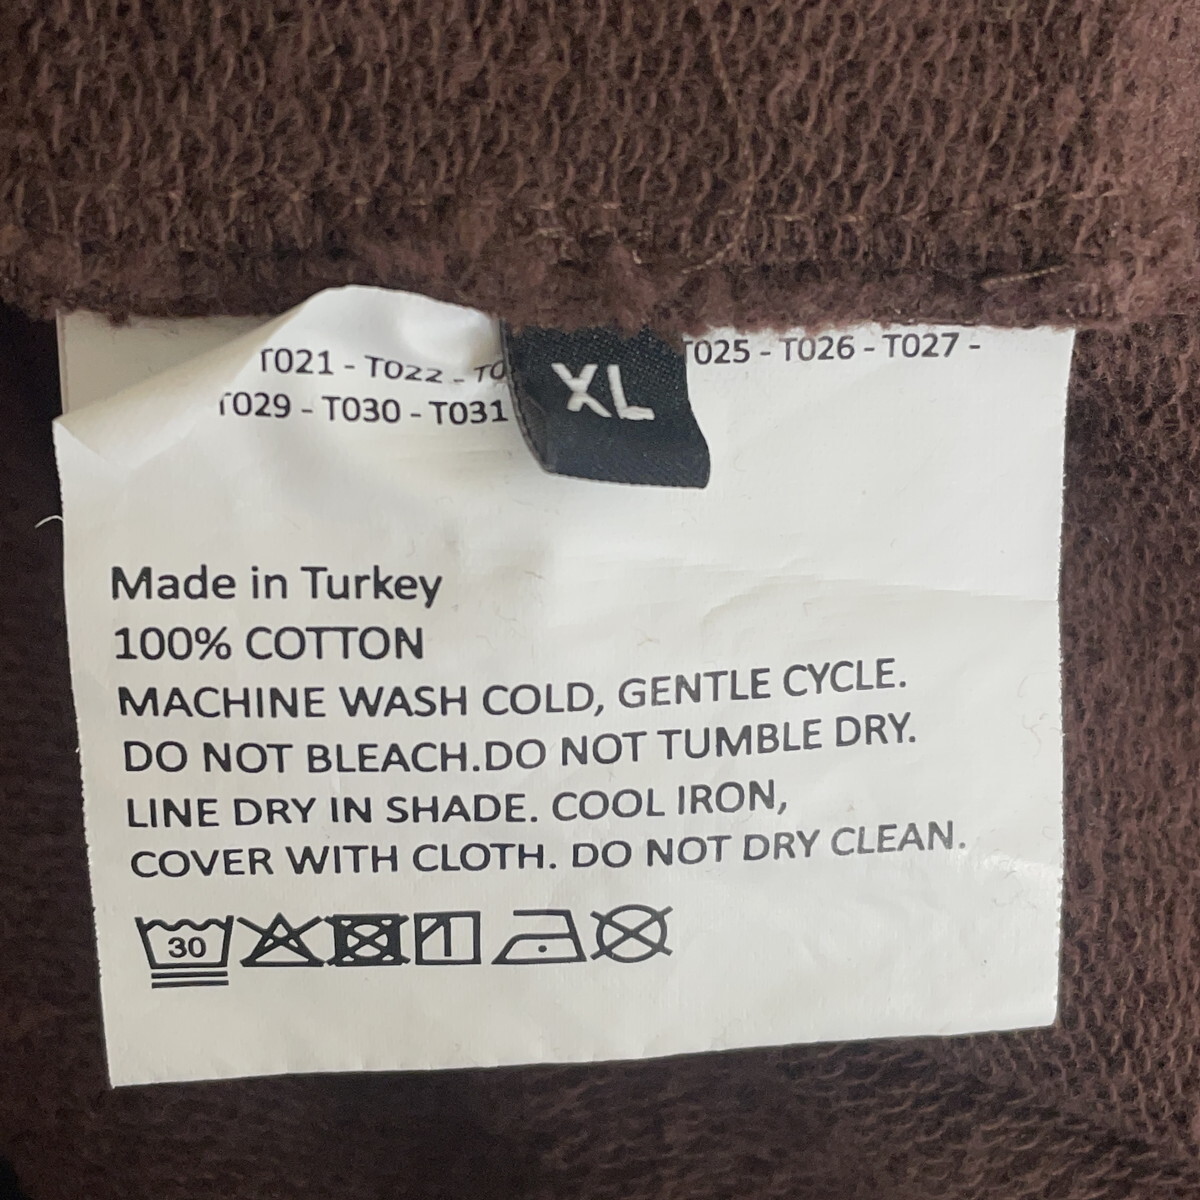 T021 - T022 - T0
XL
T025 - T026 - T027 -
T029 - T030 - T031
Made in Turkey
100% COTTON
MACHINE WASH COLD, GENTLE CYCLE.
DO NOT BLEACH.DO NOT TUMBLE DRY.
LINE DRY IN SHADE. COOL IRON,
COVER WITH CLOTH. DO NOT DRY CLEAN.
30